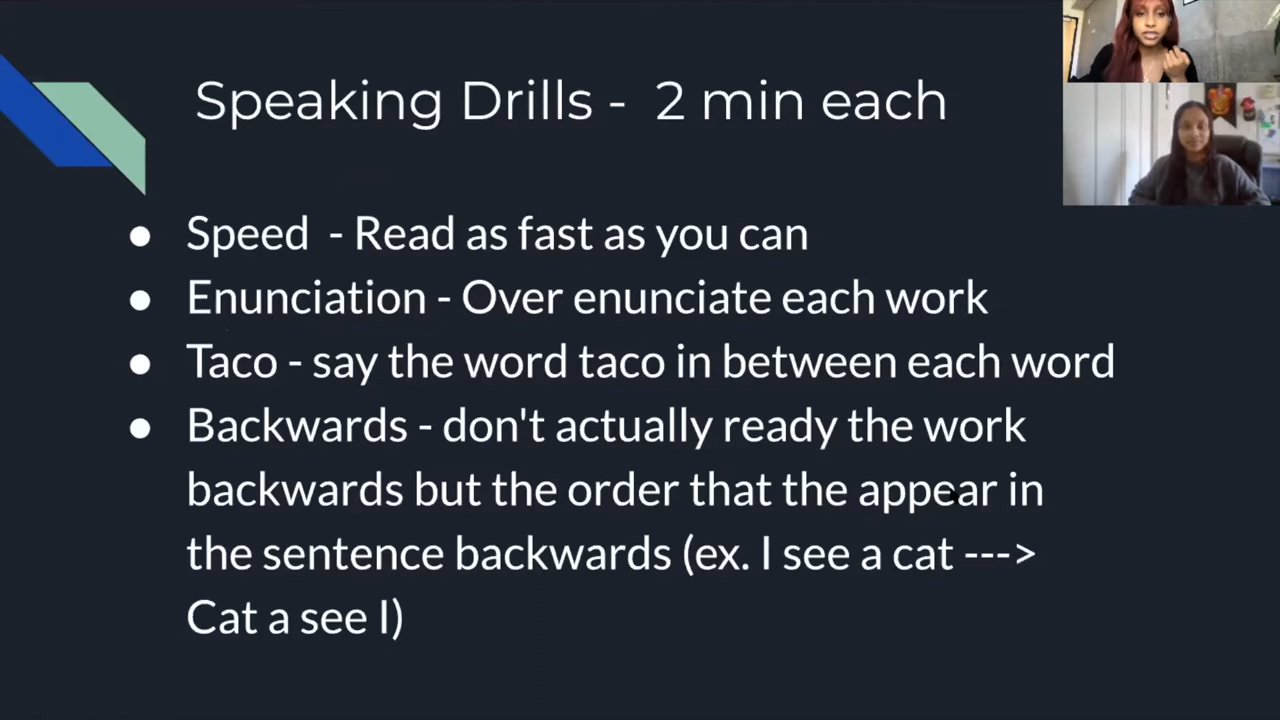 Speaking Drills - 2 min each
● Speed - Read as fast as you can
● Enunciation - Over enunciate each work
● Taco - say the word taco in between each word
● Backwards - don't actually ready the work
backwards but the order that the appear in
the sentence backwards (ex. I see a cat --->
Cat a see I)